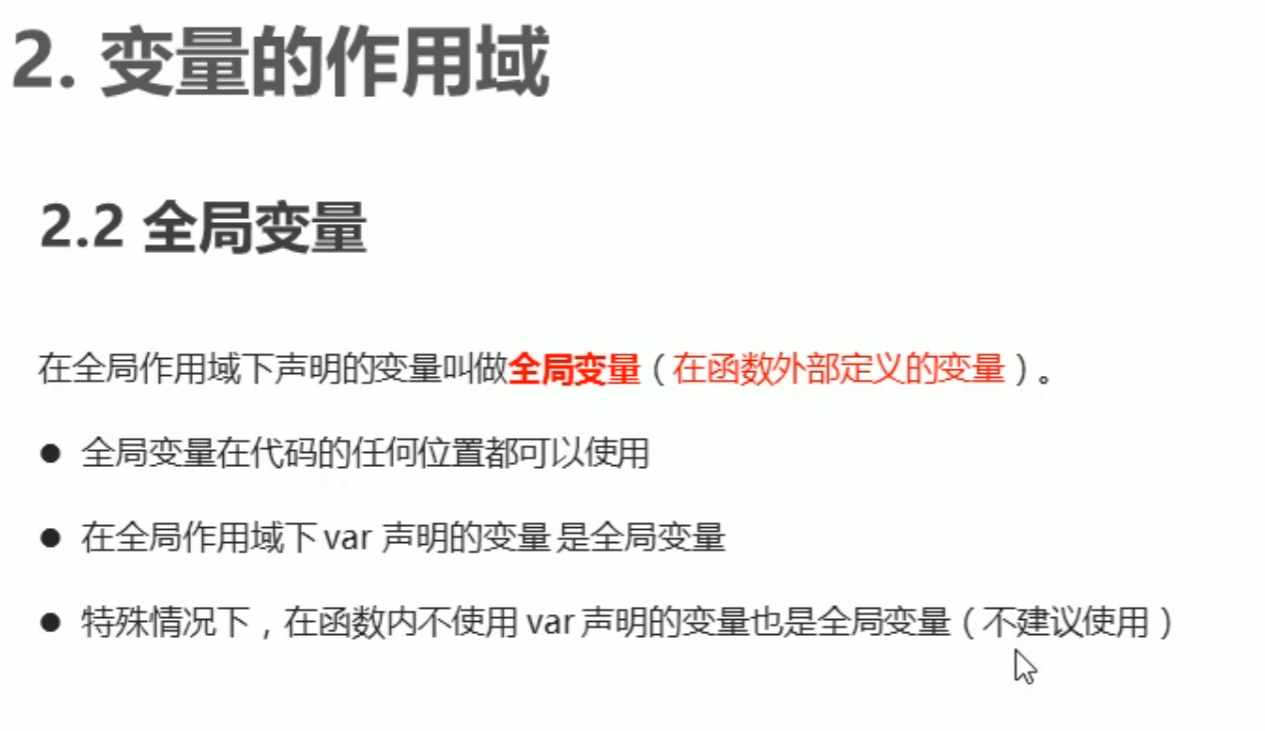 2. 变量的作用域
2.2 全局变量
在全局作用域下声明的变量叫做全局变量（在函数外部定义的变量）。
● 全局变量在代码的任何位置都可以使用
● 在全局作用域下 var 声明的变量 是全局变量
● 特殊情况下，在函数内不使用 var 声明的变量也是全局变量（不建议使用）